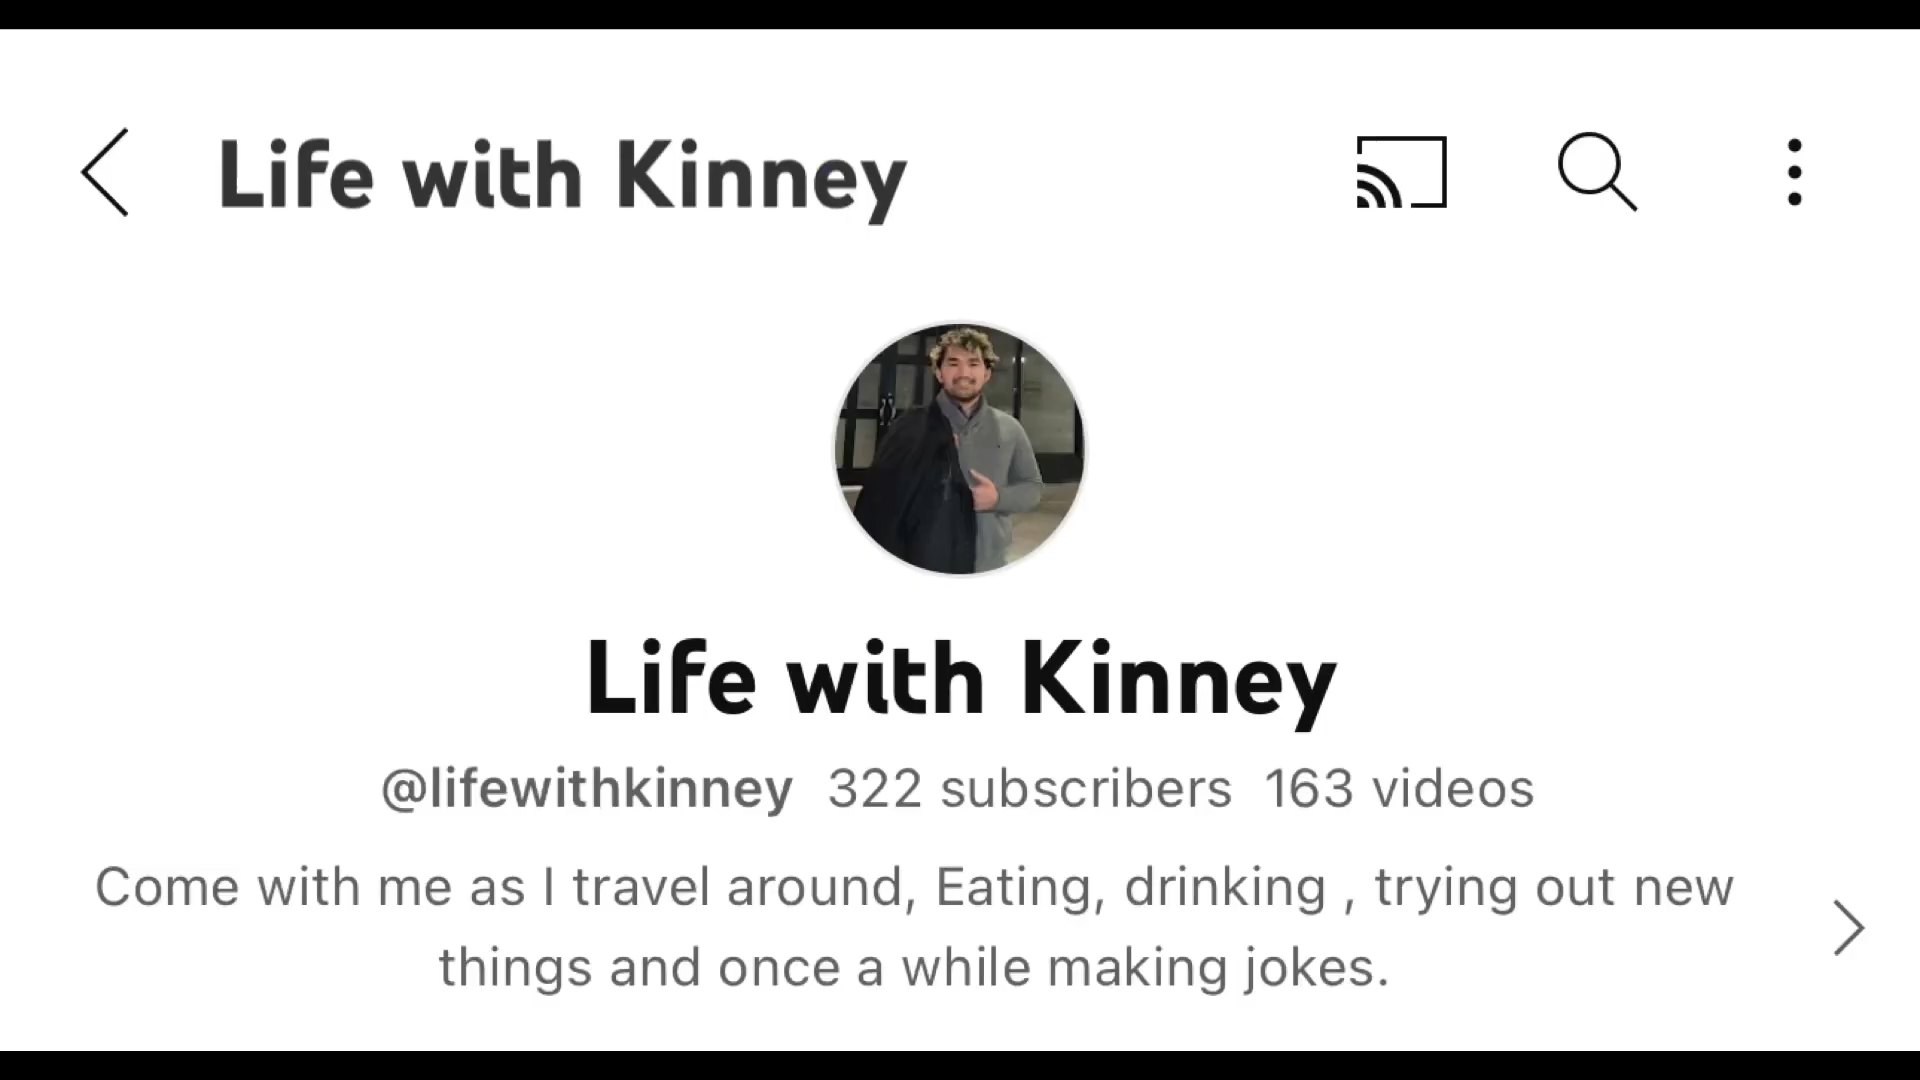 Life with Kinney
Life with Kinney
@lifewithkinney 322 subscribers 163 videos
Come with me as I travel around, Eating, drinking , trying out new
things and once a while making jokes.